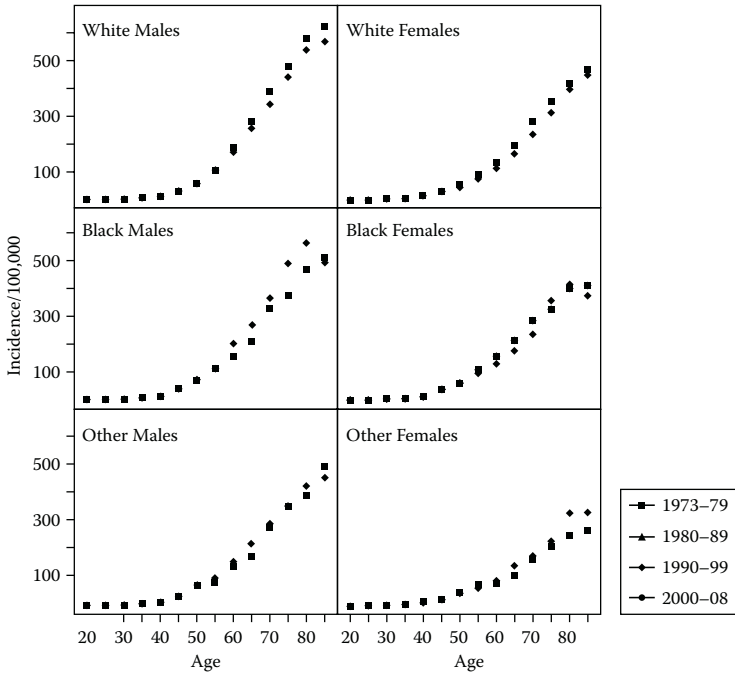 White Males
White Females
500
300
100
Black Males
Black Females
500
300
100
Incidence/100,000
Other Males
Other Females
500
300
100
20 30 40 50 60 70 80
20 30 40 50 60 70 80
Age
Age
1973–79
1980–89
1990–99
2000–08